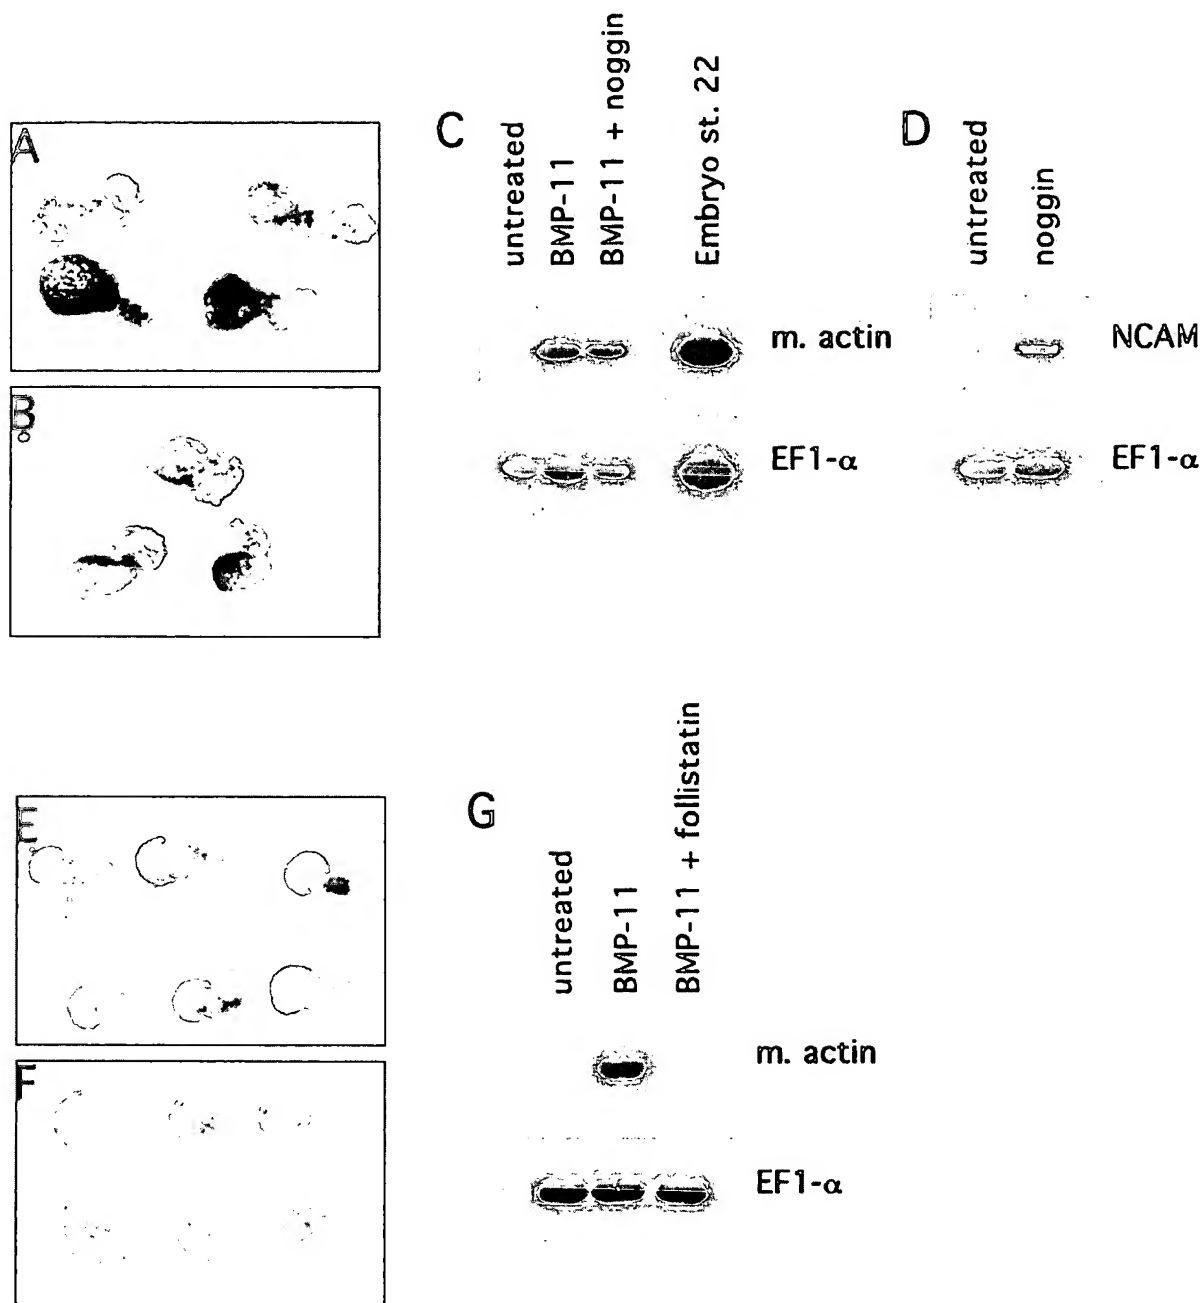 A
B
C
untreated
BMP-11
BMP-11 + noggin
Embryo st. 22
m. actin
EF1-α
D
untreated
noggin
NCAM
EF1-α
E
F
G
untreated
BMP-11
BMP-11 + follistatin
m. actin
EF1-α